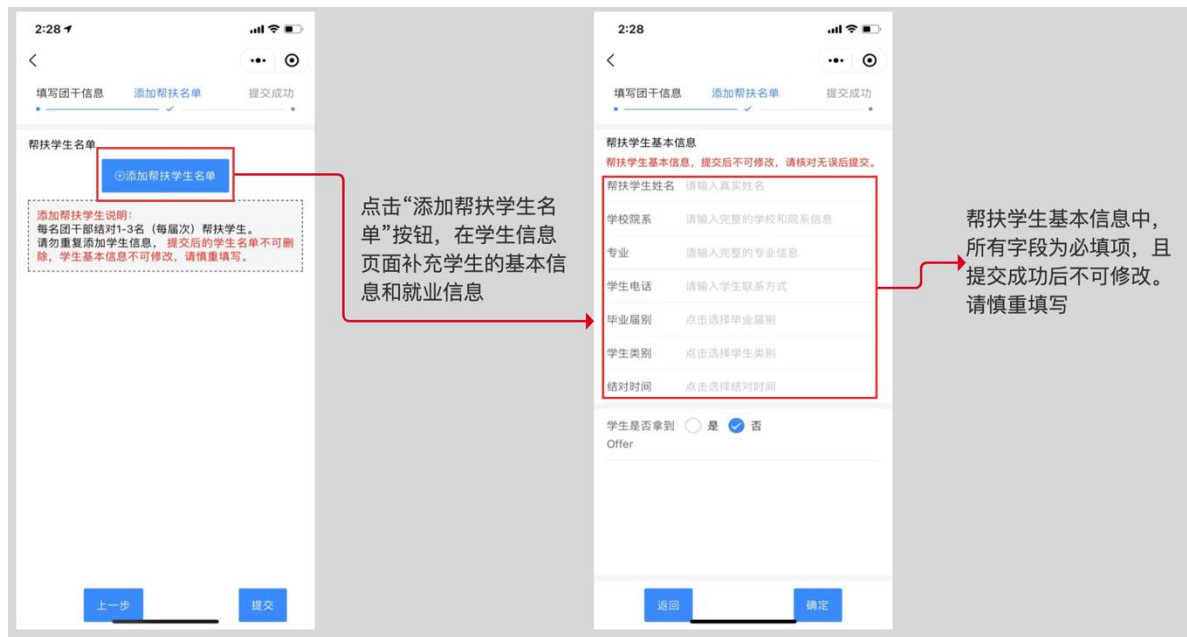 2:28
填写团干信息 添加帮扶名单 提交成功
帮扶学生名单
⊕添加帮扶学生名单
添加帮扶学生说明：
每名团干部结对1-3名（每届次）帮扶学生。
请勿重复添加学生信息， 提交后的学生名单不可删
除，学生基本信息不可修改，请慎重填写。
上一步 提交
点击“添加帮扶学生名
单”按钮，在学生信息
页面补充学生的基本信
息和就业信息
2:28
填写团干信息 添加帮扶名单 提交成功
帮扶学生基本信息
帮扶学生基本信息，提交后不可修改，请核对无误后提交。
帮扶学生姓名 请输入真实姓名
学校院系 请输入完整的学校和院系信息
专业 请输入完整的专业信息
学生电话 请输入学生联系方式
毕业届别 点击选择毕业届别
学生类别 点击选择学生类别
结对时间 点击选择结对时间
学生是否拿到 是 否
Offer
返回 确定
帮扶学生基本信息中，
所有字段为必填项，且
提交成功后不可修改。
请慎重填写